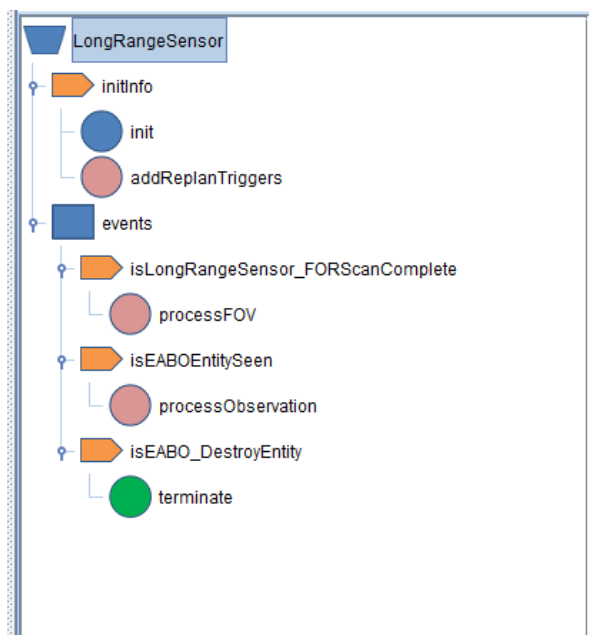 LongRangeSensor
initInfo
init
addReplanTriggers
events
isLongRangeSensor_FORScanComplete
processFOV
isEABOEntitySeen
processObservation
isEABO_DestroyEntity
terminate